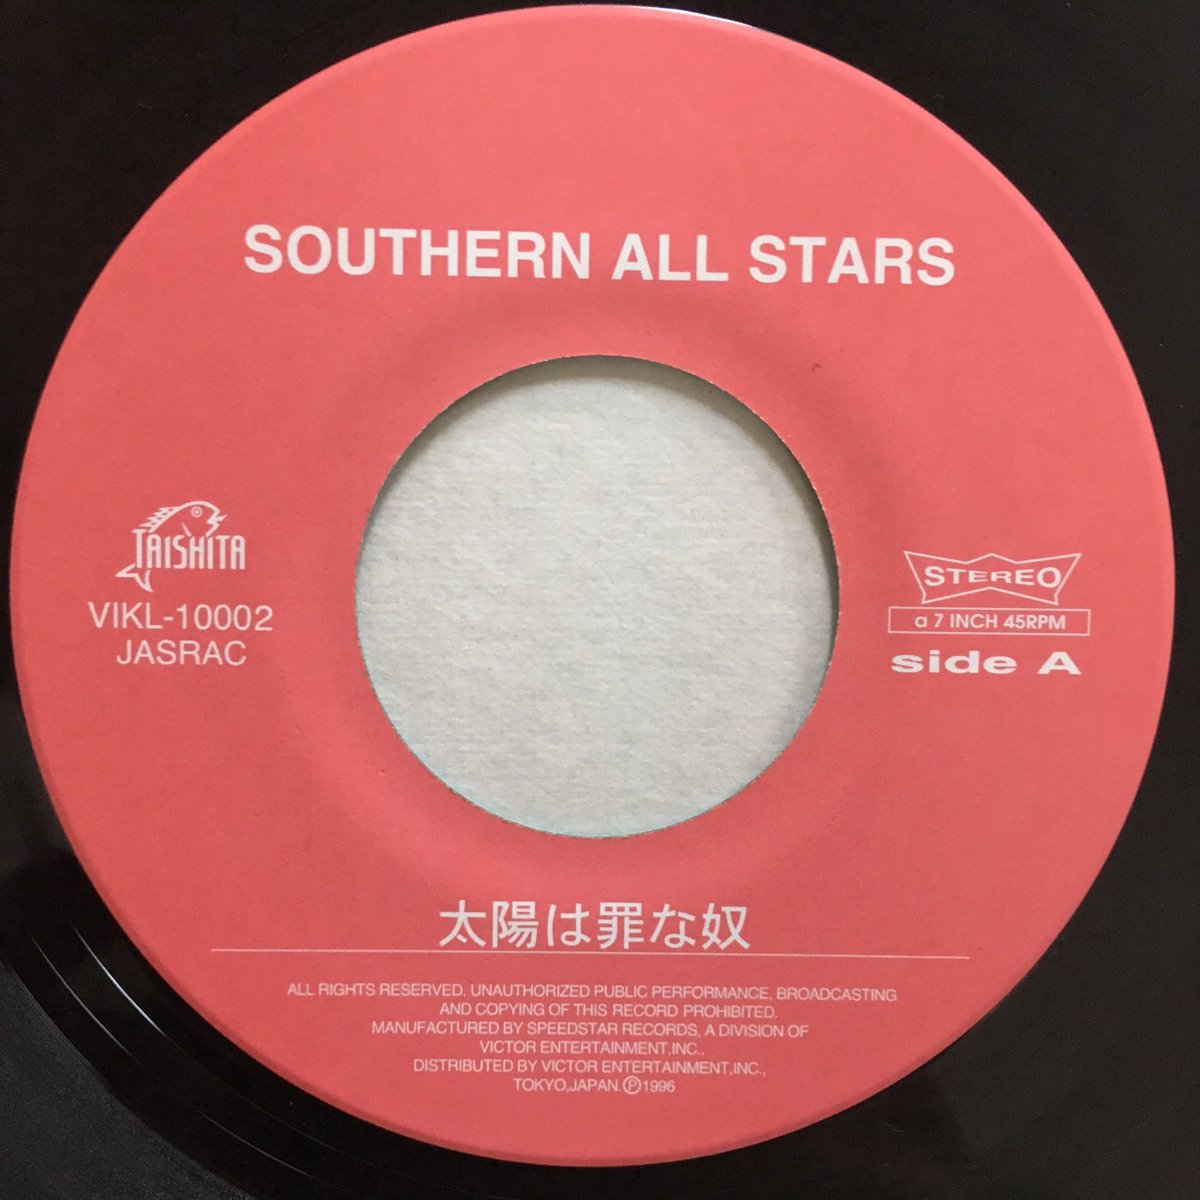 SOUTHERN ALL STARS
TAISHITA
VIKL-10002
JASRAC
STEREO
a 7 INCH 45RPM
side A
太陽は罪な奴
ALL RIGHTS RESERVED. UNAUTHORIZED PUBLIC PERFORMANCE, BROADCASTING
AND COPYING OF THIS RECORD PROHIBITED.
MANUFACTURED BY SPEEDSTAR RECORDS, A DIVISION OF
VICTOR ENTERTAINMENT,INC.,
DISTRIBUTED BY VICTOR ENTERTAINMENT,INC.,
TOKYO,JAPAN.Ⓟ1996